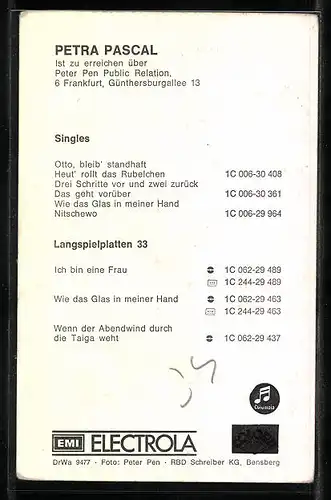 PETRA PASCAL
Ist zu erreichen über
Peter Pen Public Relation,
6 Frankfurt, Günthersburgallee 13
Singles
Otto, bleib' standhaft
Heut' rollt das Rubelchen 1C 006-30 408
Drei Schritte vor und zwei zurück
Das geht vorüber 1C 006-30 361
Wie das Glas in meiner Hand
Nitschewo 1C 006-29 964
Langspielplatten 33
Ich bin eine Frau 1C 062-29 489
1C 244-29 489
Wie das Glas in meiner Hand 1C 062-29 463
1C 244-29 463
Wenn der Abendwind durch
die Taiga weht 1C 062-29 437
Columbia
EMI ELECTROLA
DrWa 9477 - Foto: Peter Pen - RBD Schreiber KG, Bensberg